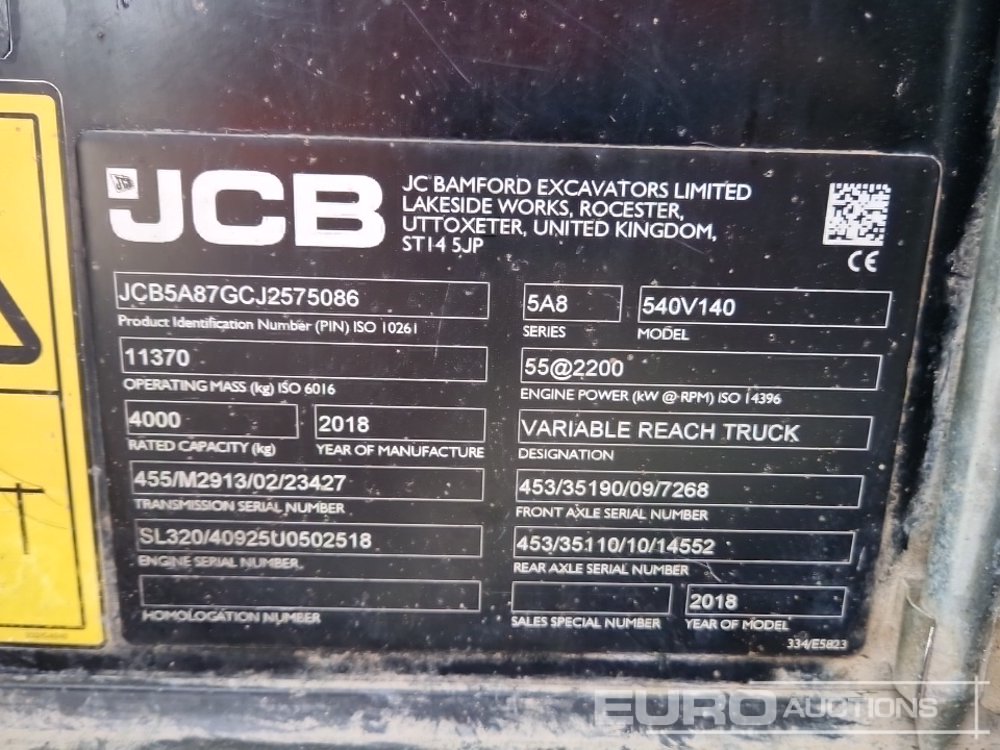 JCB
JC BAMFORD EXCAVATORS LIMITED
LAKESIDE WORKS, ROCESTER,
UTTOXETER, UNITED KINGDOM,
ST14 5JP
CE
JCB5A87GCJ2575086
Product Identification Number (PIN) ISO 10261
5A8
SERIES
540V140
MODEL
11370
OPERATING MASS (kg) ISO 6016
55@2200
ENGINE POWER (kW @ RPM) ISO 14396
4000
RATED CAPACITY (kg)
2018
YEAR OF MANUFACTURE
VARIABLE REACH TRUCK
DESIGNATION
455/M2913/02/23427
TRANSMISSION SERIAL NUMBER
453/35190/09/7268
FRONT AXLE SERIAL NUMBER
SL320/40925U0502518
ENGINE SERIAL NUMBER
453/35110/10/14552
REAR AXLE SERIAL NUMBER
HOMOLOGATION NUMBER
SALES SPECIAL NUMBER
2018
YEAR OF MODEL
334/E5823
EURO AUCTIONS